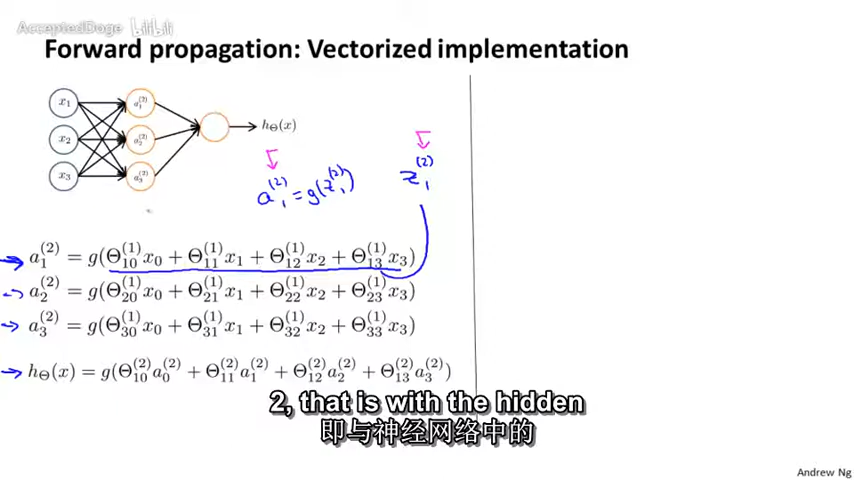 AcceptedDoge bilibili
Forward propagation: Vectorized implementation
x₁ a₁⁽²⁾
x₂ a₂⁽²⁾ h_Θ(x)
x₃ a₃⁽²⁾
a₁⁽²⁾ = g(z₁⁽²⁾) z₁⁽²⁾
a₁⁽²⁾ = g(Θ₁₀⁽¹⁾x₀ + Θ₁₁⁽¹⁾x₁ + Θ₁₂⁽¹⁾x₂ + Θ₁₃⁽¹⁾x₃)
a₂⁽²⁾ = g(Θ₂₀⁽¹⁾x₀ + Θ₂₁⁽¹⁾x₁ + Θ₂₂⁽¹⁾x₂ + Θ₂₃⁽¹⁾x₃)
a₃⁽²⁾ = g(Θ₃₀⁽¹⁾x₀ + Θ₃₁⁽¹⁾x₁ + Θ₃₂⁽¹⁾x₂ + Θ₃₃⁽¹⁾x₃)
h_Θ(x) = g(Θ₁₀⁽²⁾a₀⁽²⁾ + Θ₁₁⁽²⁾a₁⁽²⁾ + Θ₁₂⁽²⁾a₂⁽²⁾ + Θ₁₃⁽²⁾a₃⁽²⁾)
2, that is with the hidden
即与神经网络中的
Andrew Ng